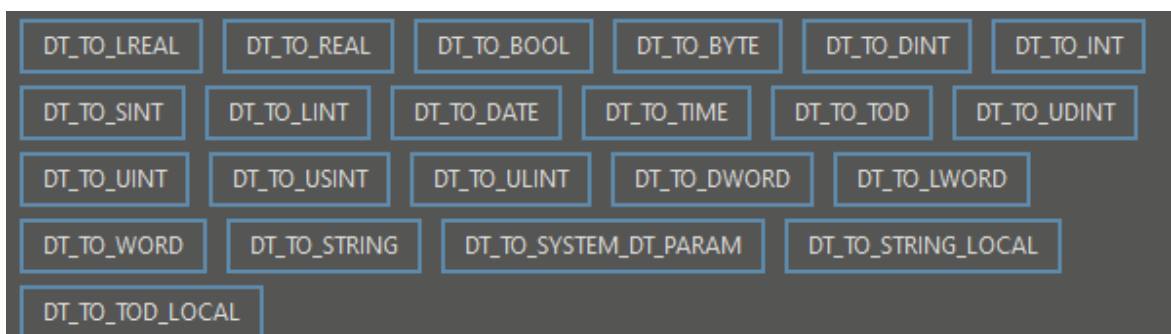 DT_TO_LREAL DT_TO_REAL DT_TO_BOOL DT_TO_BYTE DT_TO_DINT DT_TO_INT
DT_TO_SINT DT_TO_LINT DT_TO_DATE DT_TO_TIME DT_TO_TOD DT_TO_UDINT
DT_TO_UINT DT_TO_USINT DT_TO_ULINT DT_TO_DWORD DT_TO_LWORD
DT_TO_WORD DT_TO_STRING DT_TO_SYSTEM_DT_PARAM DT_TO_STRING_LOCAL
DT_TO_TOD_LOCAL